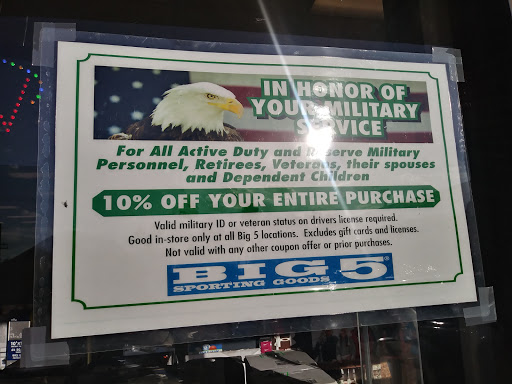 IN HONOR OF
YOUR MILITARY
SERVICE
For All Active Duty and Reserve Military
Personnel, Retirees, Veterans, their spouses
and Dependent Children
10% OFF YOUR ENTIRE PURCHASE
Valid military ID or veteran status on drivers license required.
Good in-store only at all Big 5 locations. Excludes gift cards and licenses.
Not valid with any other coupon offer or prior purchases.
BIG 5®
SPORTING GOODS